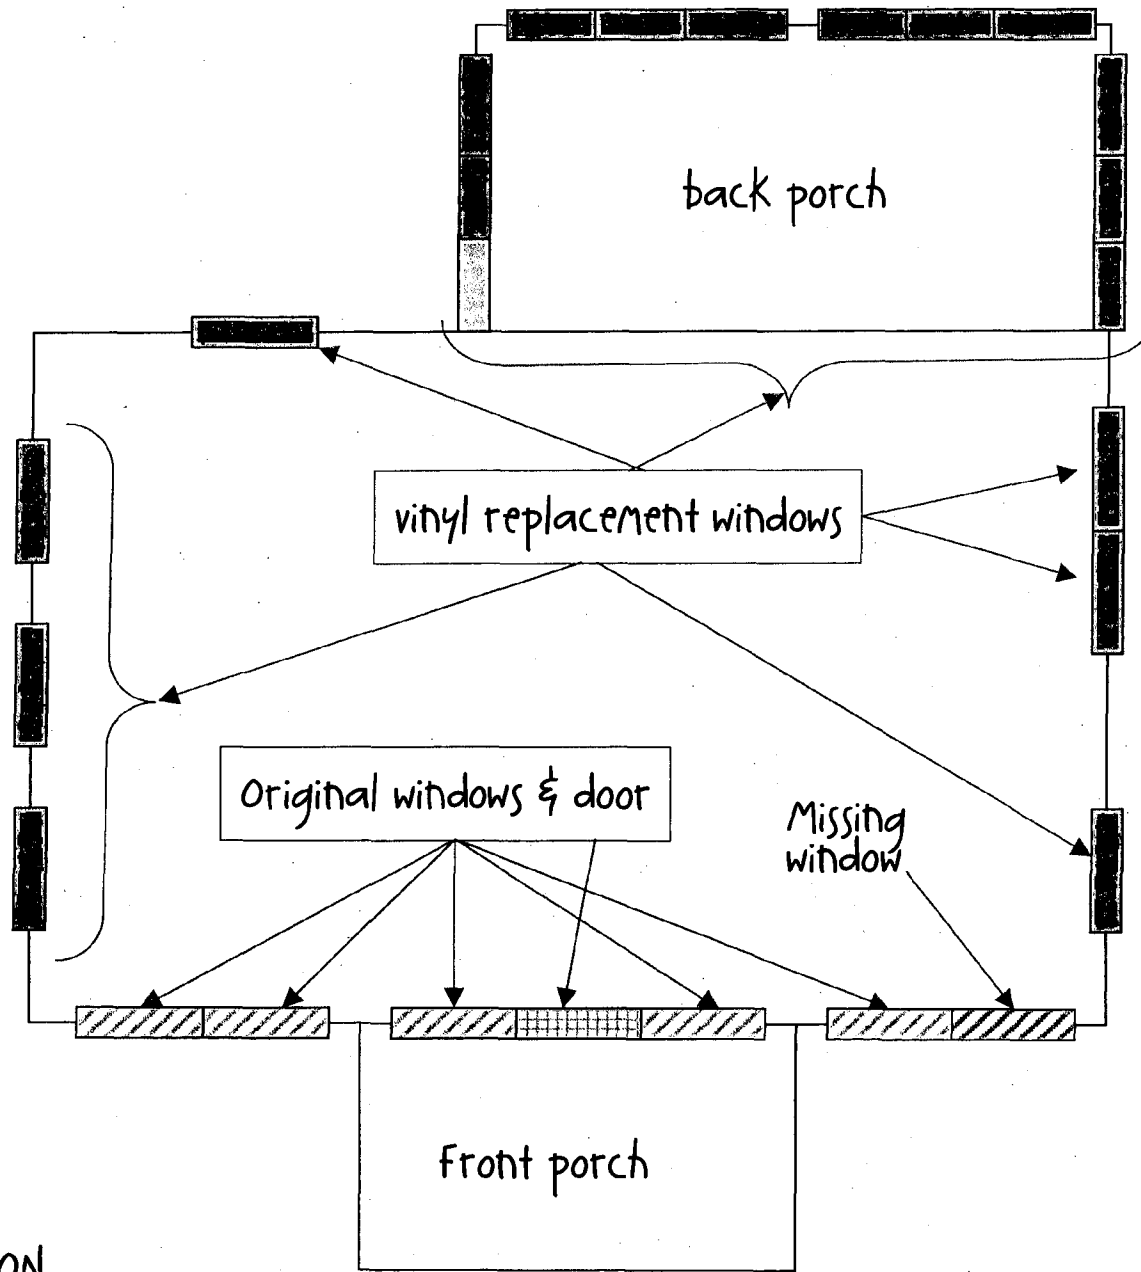 back porch
vinyl replacement windows
Original windows & door
Missing
window
Front porch
ON